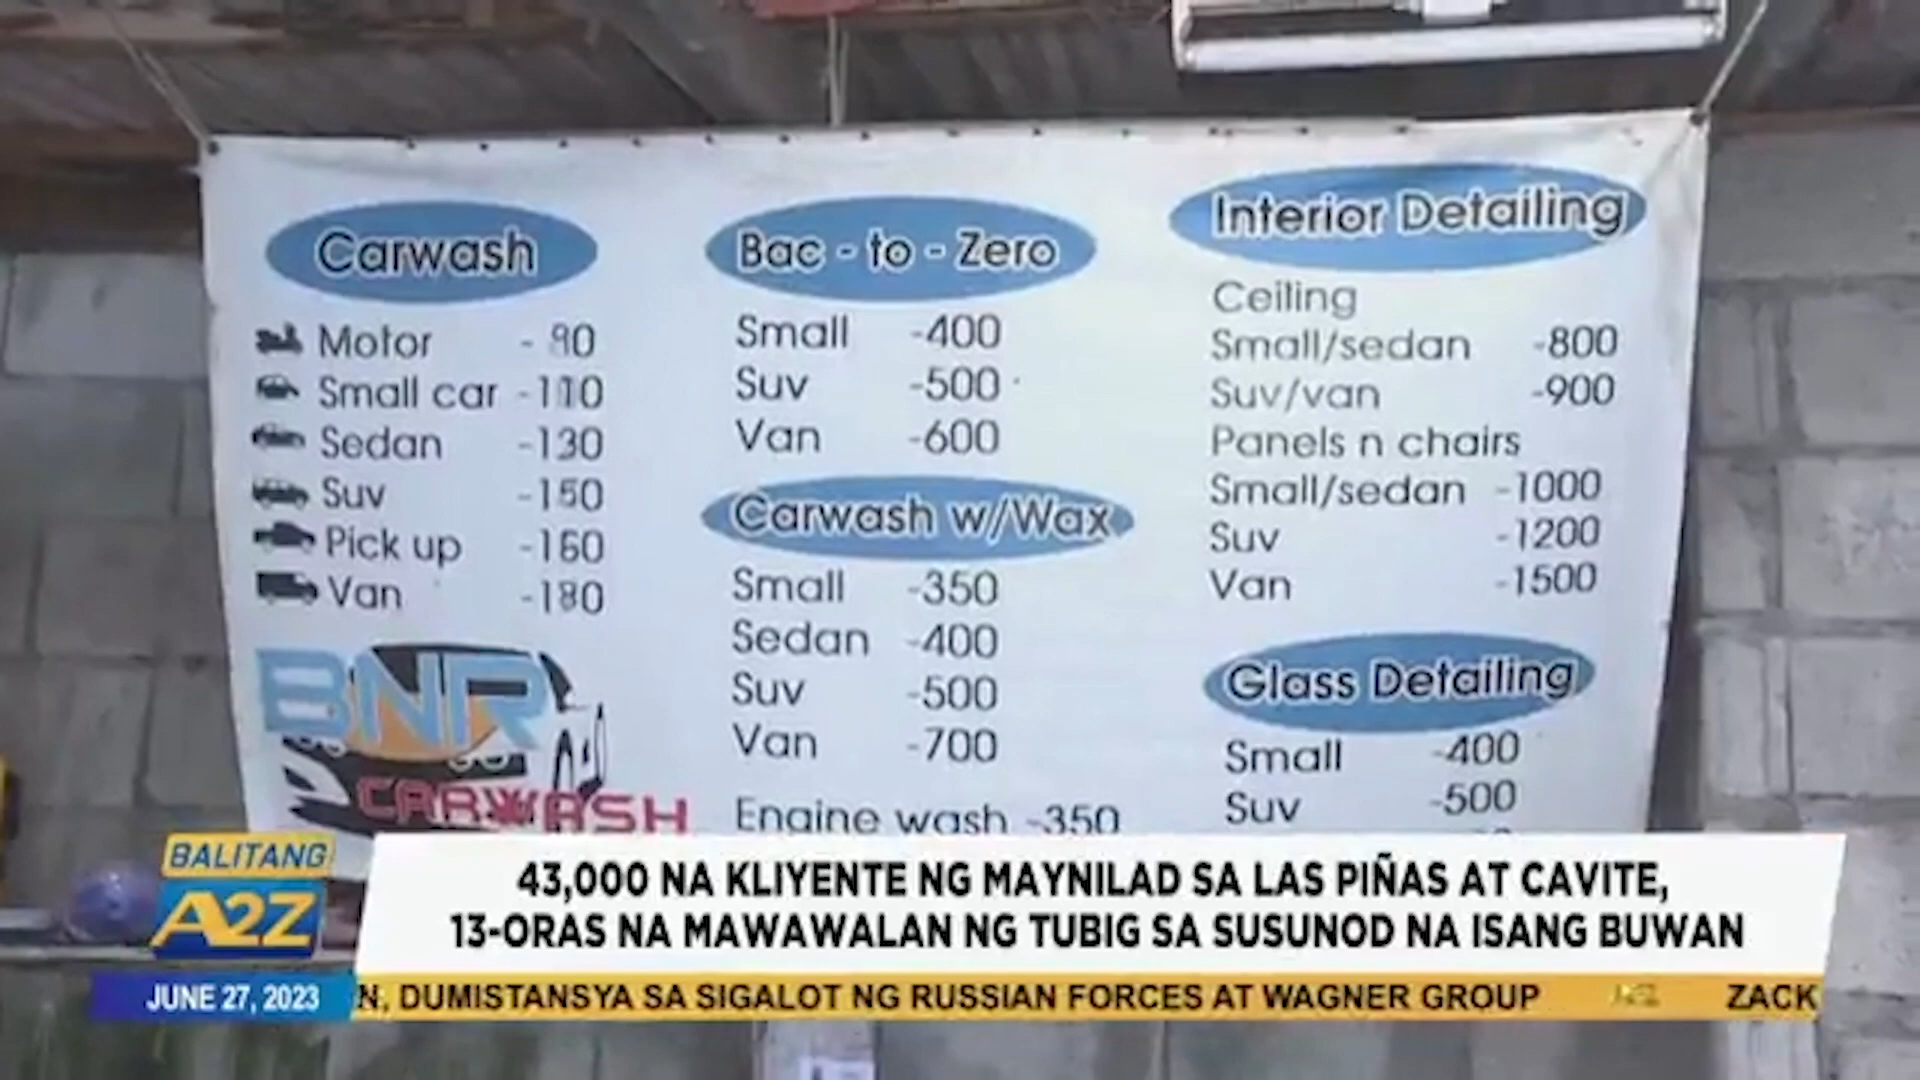 Carwash
Motor - 90
Small car -110
Sedan -130
Suv -150
Pick up -160
Van -180
BNR
CARWASH
Bac - to - Zero
Small -400
Suv -500
Van -600
Carwash w/Wax
Small -350
Sedan -400
Suv -500
Van -700
Engine wash -350
Interior Detailing
Ceiling
Small/sedan -800
Suv/van -900
Panels n chairs
Small/sedan -1000
Suv -1200
Van -1500
Glass Detailing
Small -400
Suv -500
BALITANG
A2Z
43,000 NA KLIYENTE NG MAYNILAD SA LAS PIÑAS AT CAVITE,
13-ORAS NA MAWAWALAN NG TUBIG SA SUSUNOD NA ISANG BUWAN
JUNE 27, 2023
N, DUMISTANSYA SA SIGALOT NG RUSSIAN FORCES AT WAGNER GROUP A2Z ZACK